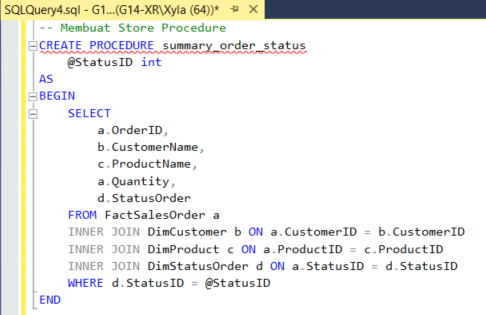 SQLQuery4.sql - G1...(G14-XR\Xyla (64))*
-- Membuat Store Procedure
CREATE PROCEDURE summary_order_status
@StatusID int
AS
BEGIN
SELECT
a.OrderID,
b.CustomerName,
c.ProductName,
a.Quantity,
d.StatusOrder
FROM FactSalesOrder a
INNER JOIN DimCustomer b ON a.CustomerID = b.CustomerID
INNER JOIN DimProduct c ON a.ProductID = c.ProductID
INNER JOIN DimStatusOrder d ON a.StatusID = d.StatusID
WHERE d.StatusID = @StatusID
END